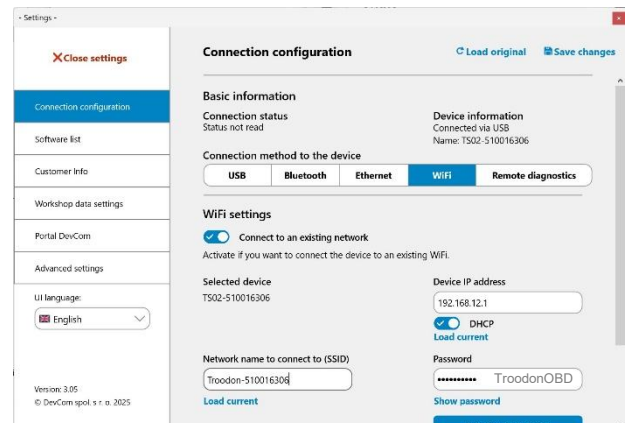 - Settings -
Close settings
Connection configuration
Software list
Customer Info
Workshop data settings
Portal DevCom
Advanced settings
UI language:
English
Version: 3.05
© DevCom spol. s r. o. 2025
Connection configuration
Load original
Save changes
Basic information
Connection status
Status not read
Device information
Connected
via USB
Name: TS02-510016306
Connection method to the device
USB Bluetooth Ethernet WiFi Remote diagnostics
WiFi settings
Connect to an existing network
Activate if you want to connect the device to an existing WiFi.
Selected device
TS02-510016306
Device IP address
192.168.12.1
DHCP
Load current
Network name to connect to (SSID)
Troodon-510016306
Load current
Password
•••••••••• TroodonOBD
Show password